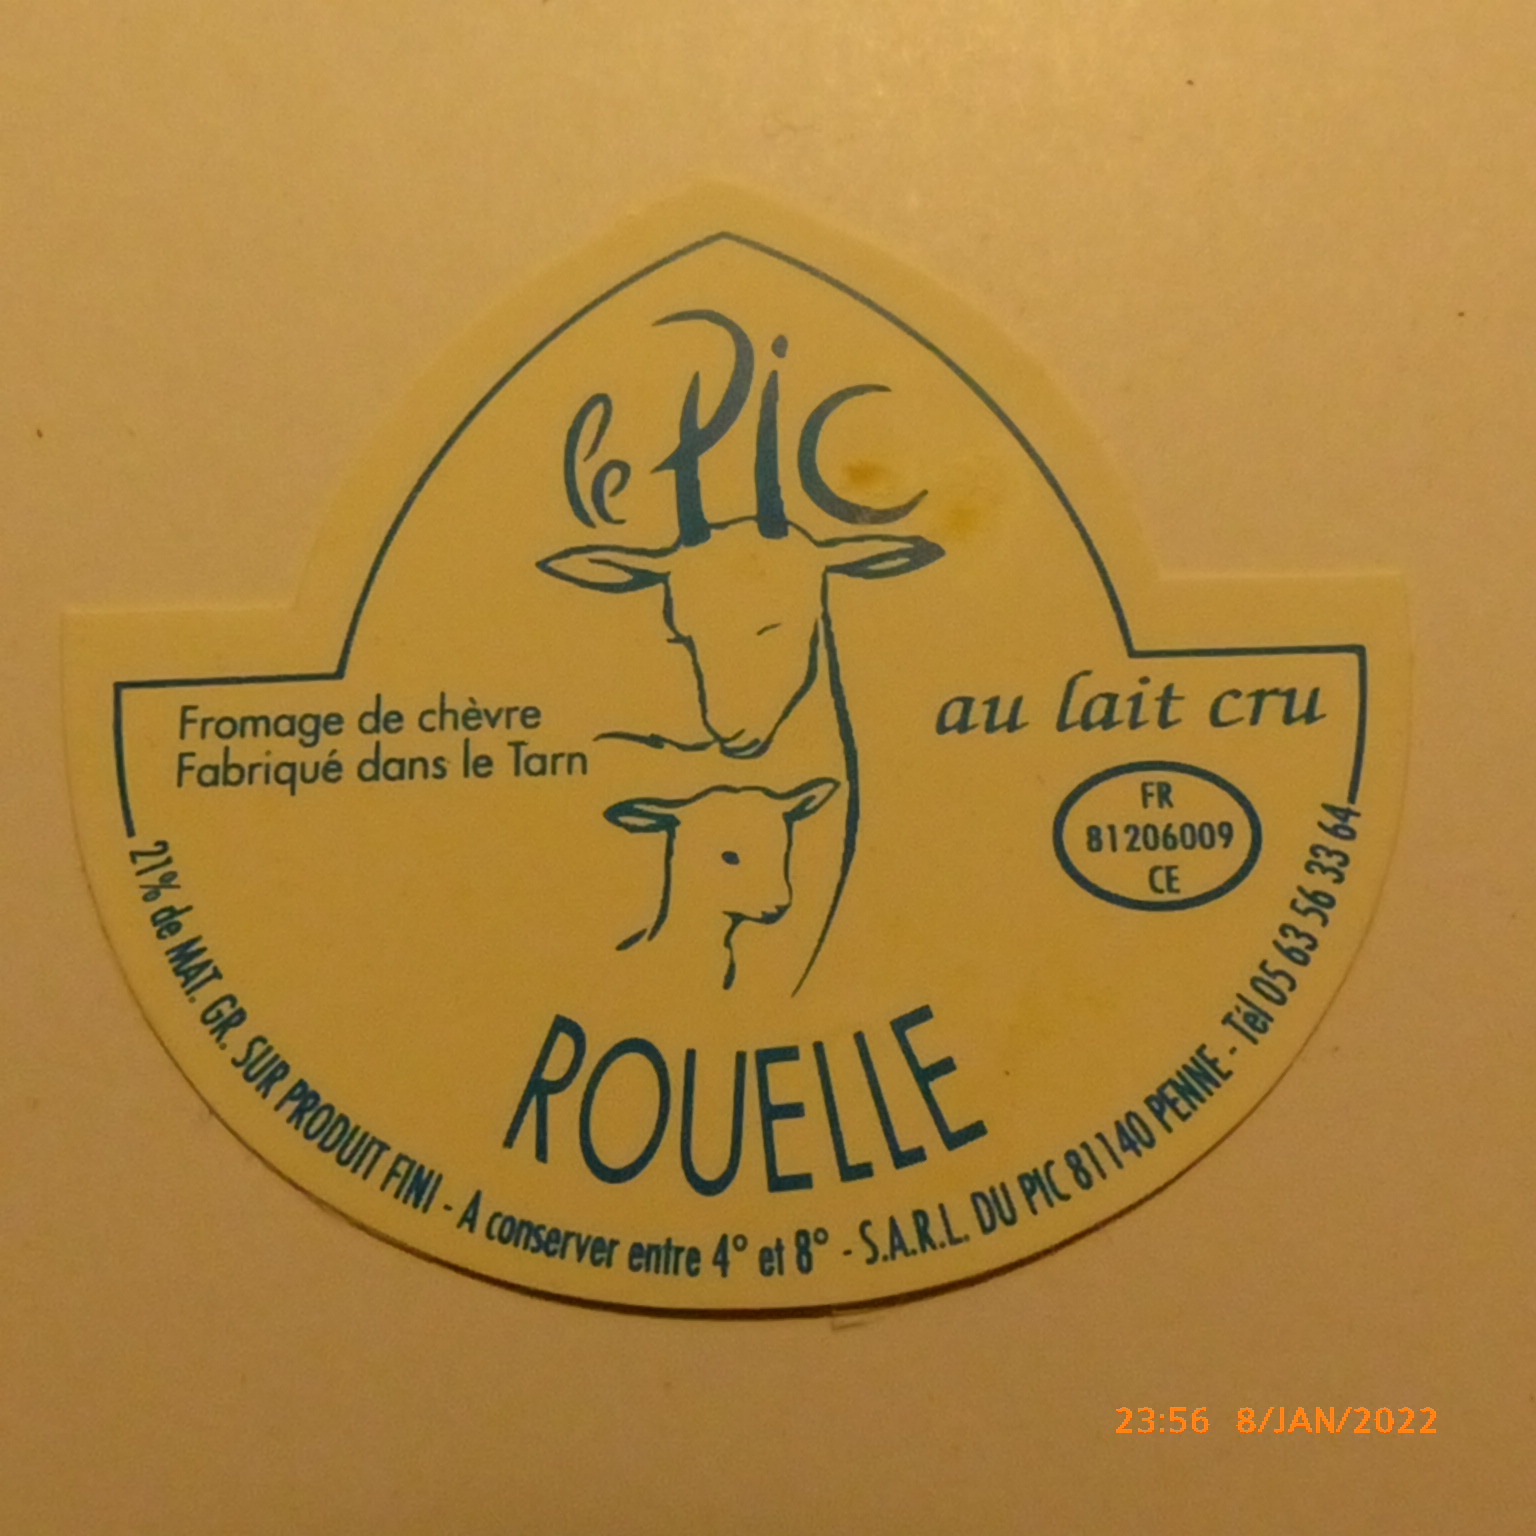 le Pic
Fromage de chèvre
Fabriqué dans le Tarn
au lait cru
FR
81206009
CE
ROUELLE
21% de MAT. GR. SUR PRODUIT FINI - A conserver entre 4° et 8° - S.A.R.L. DU PIC 81140 PENNE - Tél 05 63 56 33 64
23:56 8/JAN/2022